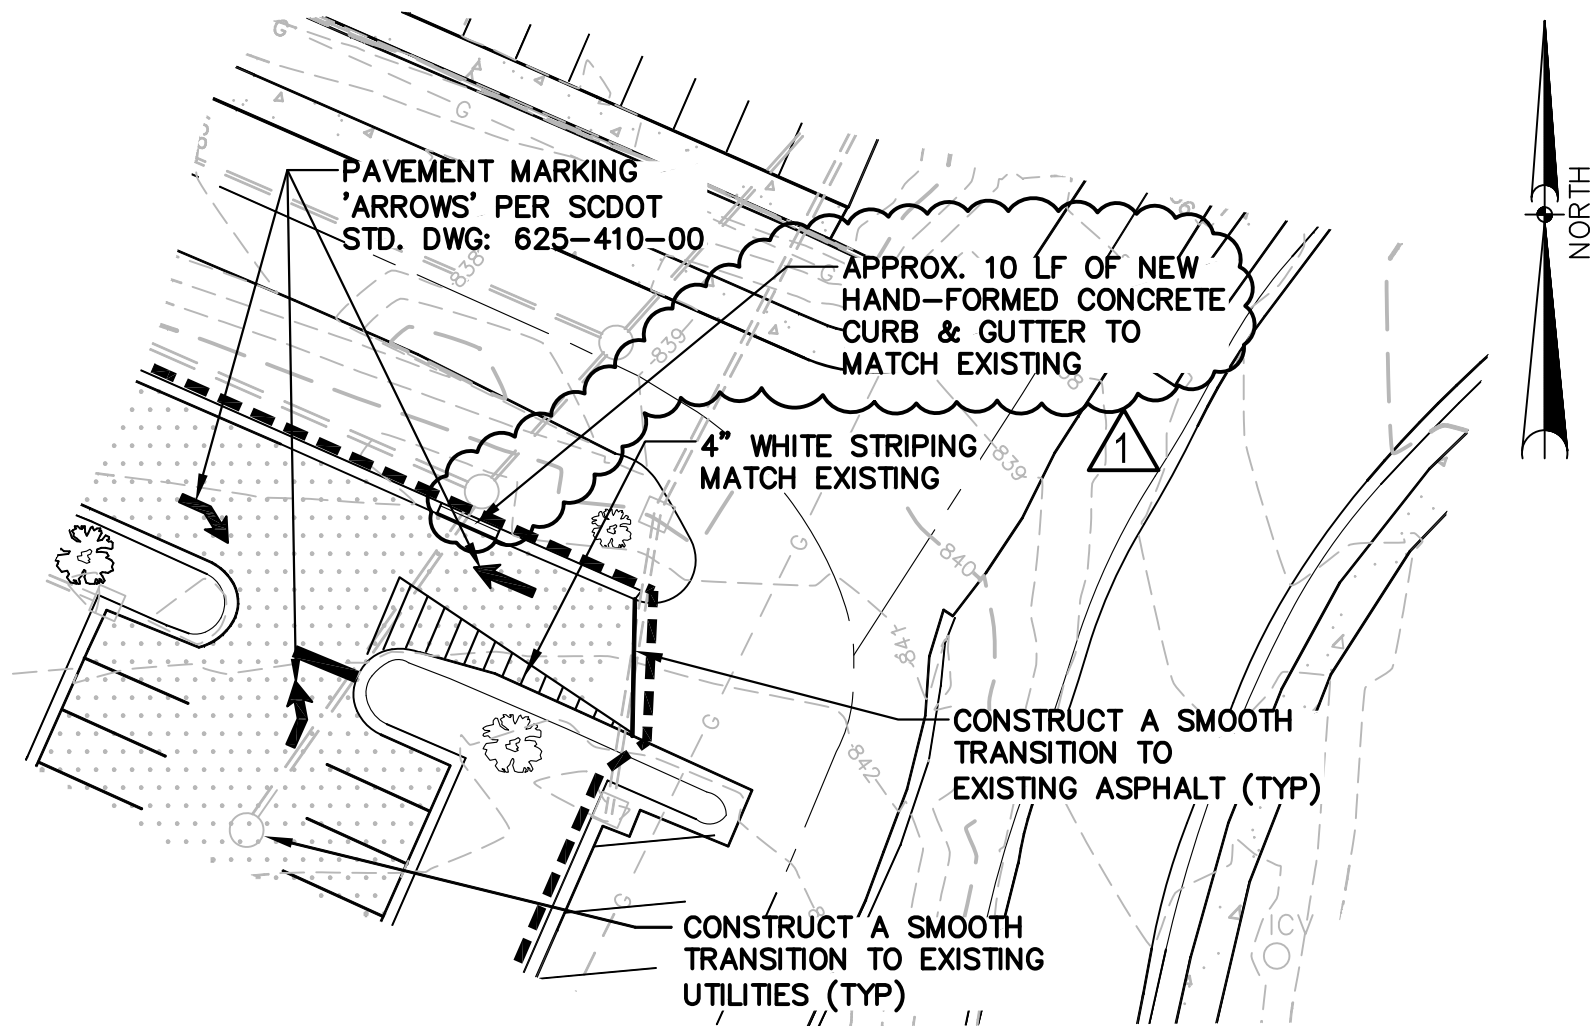 G
G
837
PAVEMENT MARKING
'ARROWS' PER SCDOT
STD. DWG: 625-410-00
838
NORTH
G
APPROX. 10 LF OF NEW
HAND-FORMED CONCRETE
CURB & GUTTER TO
MATCH EXISTING
839
1
4" WHITE STRIPING
MATCH EXISTING
839
G
840
841
G
CONSTRUCT A SMOOTH
TRANSITION TO
EXISTING ASPHALT (TYP)
842
G
CONSTRUCT A SMOOTH
TRANSITION TO EXISTING
UTILITIES (TYP)
ICV